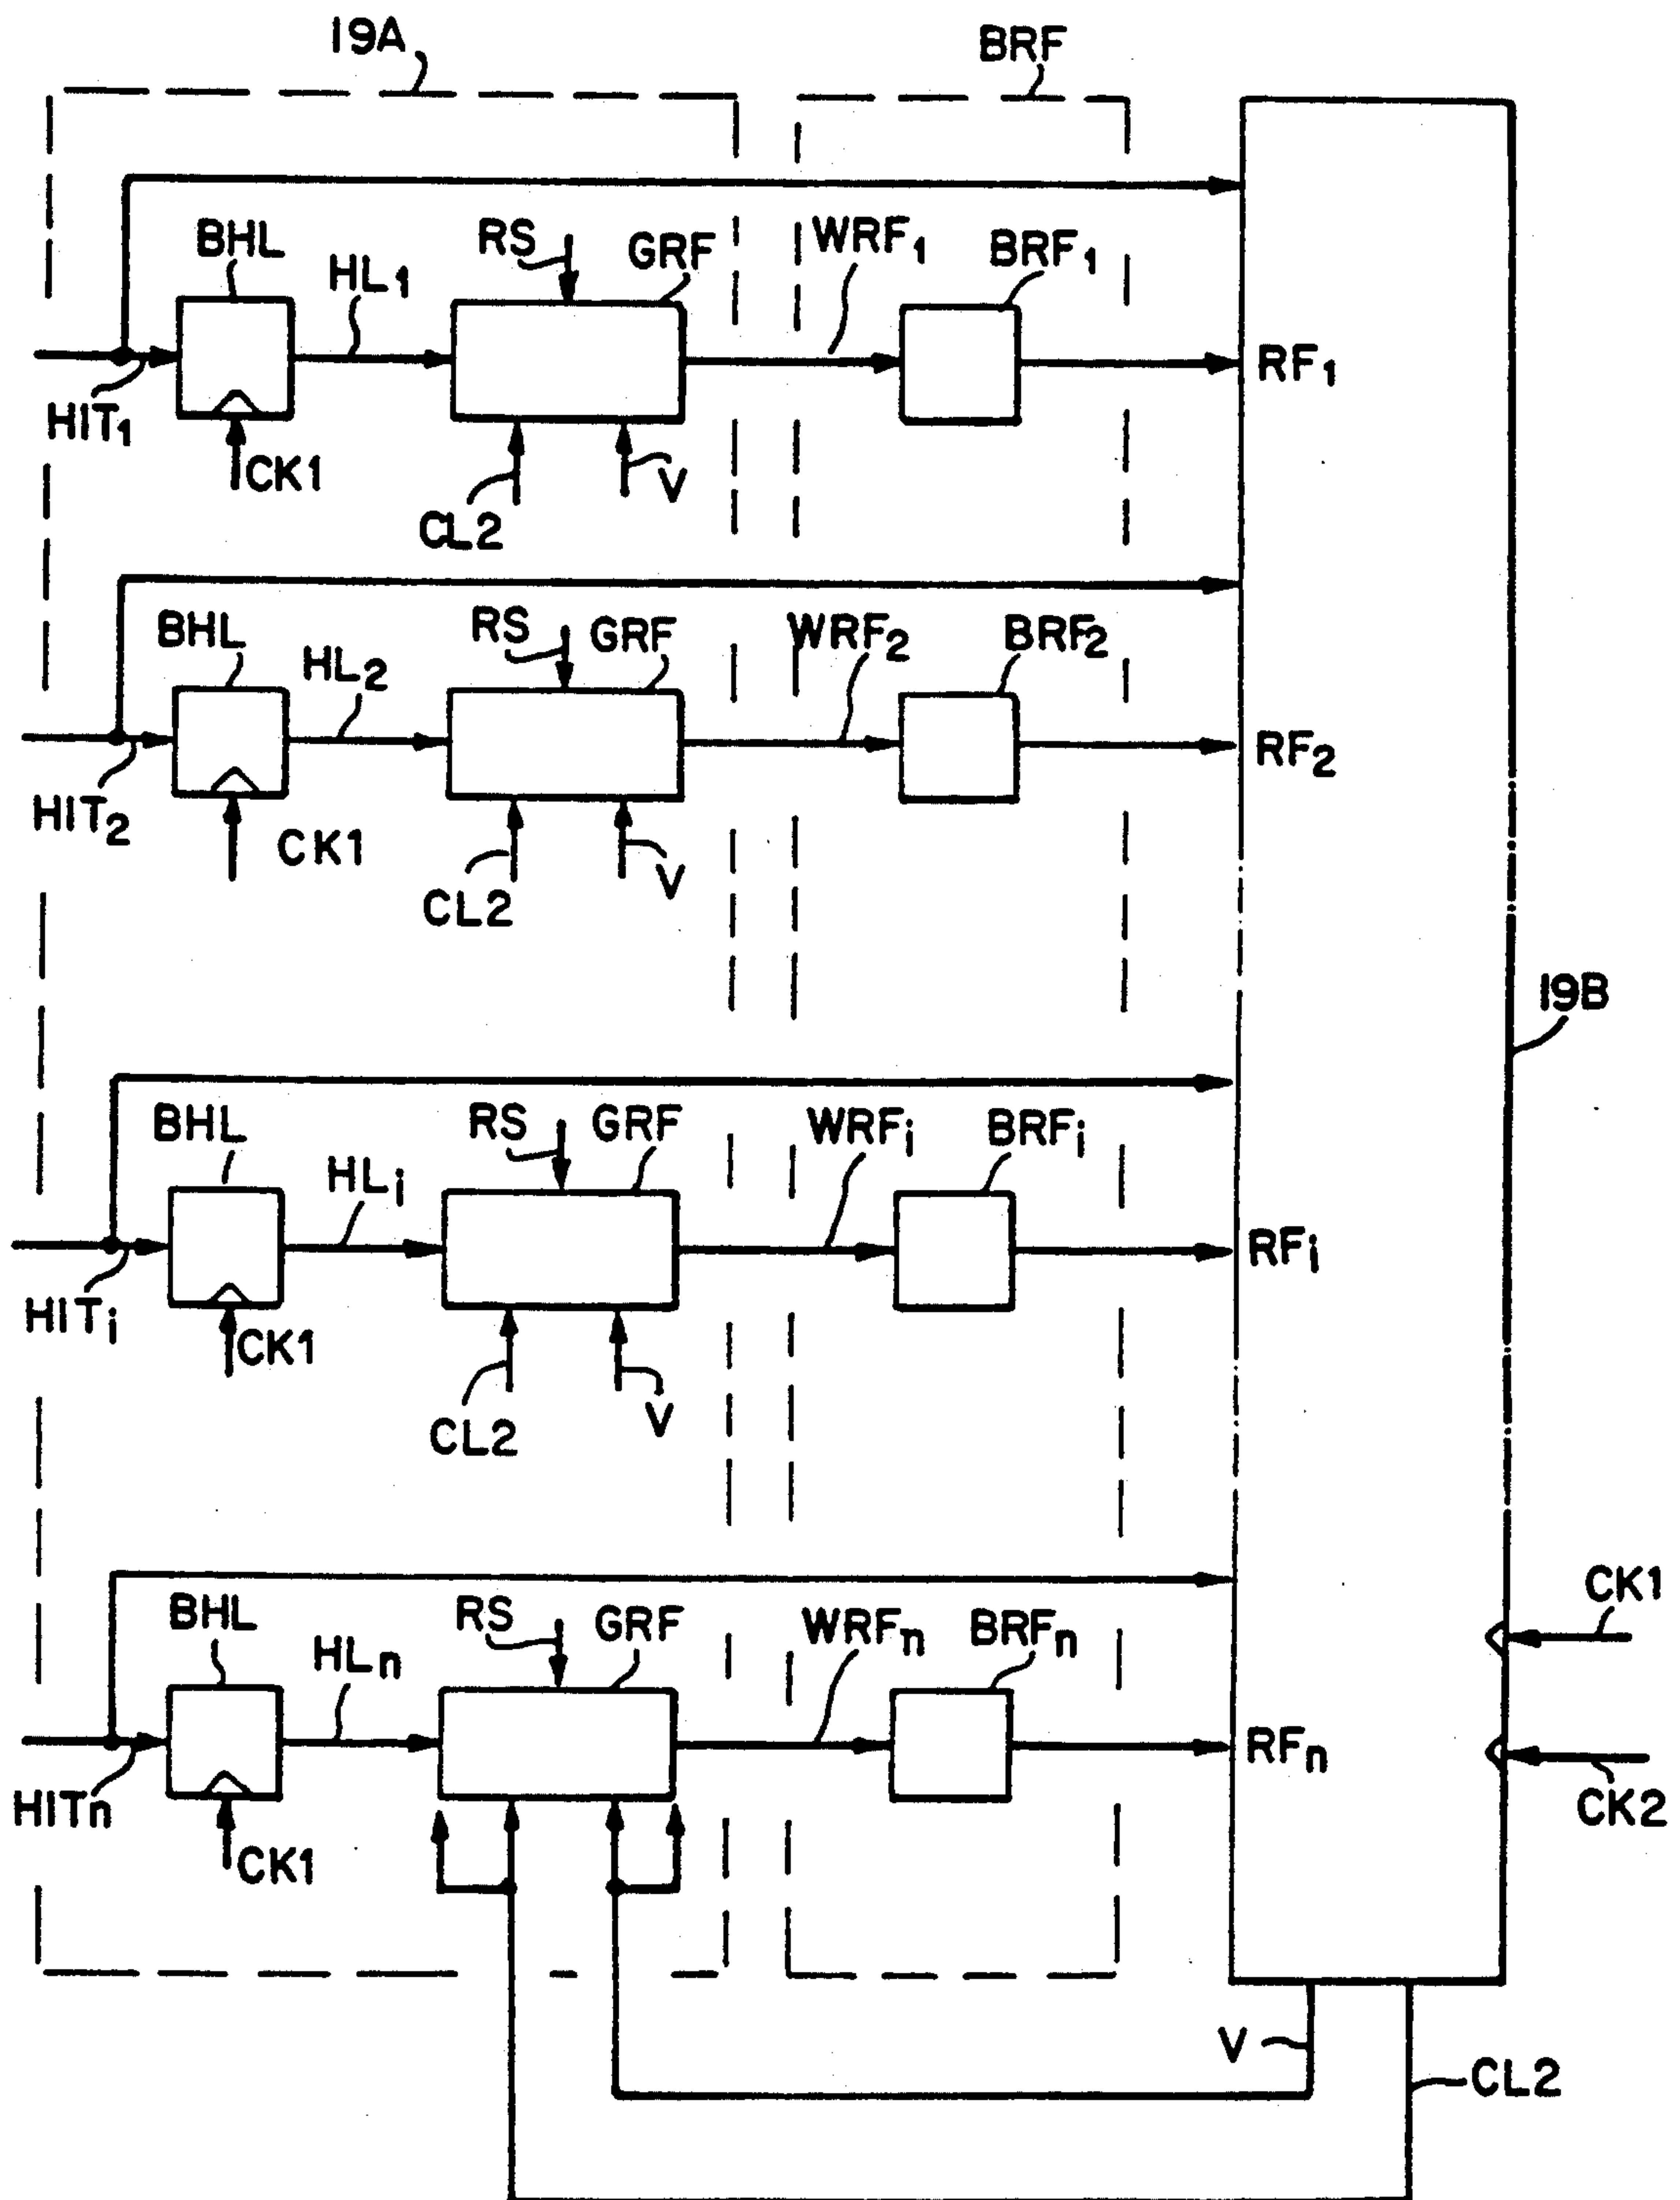 19A
BRF
BHL
HL1
RS
GRF
WRF1
BRF1
HIT1
CK1
CL2
V
RF1
BHL
HL2
RS
GRF
WRF2
BRF2
HIT2
CK1
CL2
V
RF2
19B
BHL
HLi
RS
GRF
WRFi
BRFi
HITi
CK1
CL2
V
RFi
BHL
HLn
RS
GRF
WRFn
BRFn
HITn
CK1
RFn
CK1
CK2
V
CL2